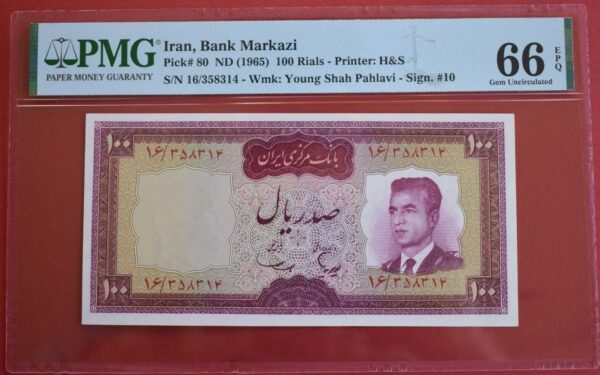 PMG
PAPER MONEY GUARANTY
Iran, Bank Markazi
Pick# 80 ND (1965) 100 Rials - Printer: H&S
S/N 16/358314 - Wmk: Young Shah Pahlavi - Sign. #10
66 EPQ
Gem Uncirculated
۱۰۰ بانک مرکزی ایران ۱۰۰
۱۶/۳۵۸۳۱۴ ۱۶/۳۵۸۳۱۴
صد ریال
۱۶/۳۵۸۳۱۴ ۱۶/۳۵۸۳۱۴
۱۰۰ ۱۰۰